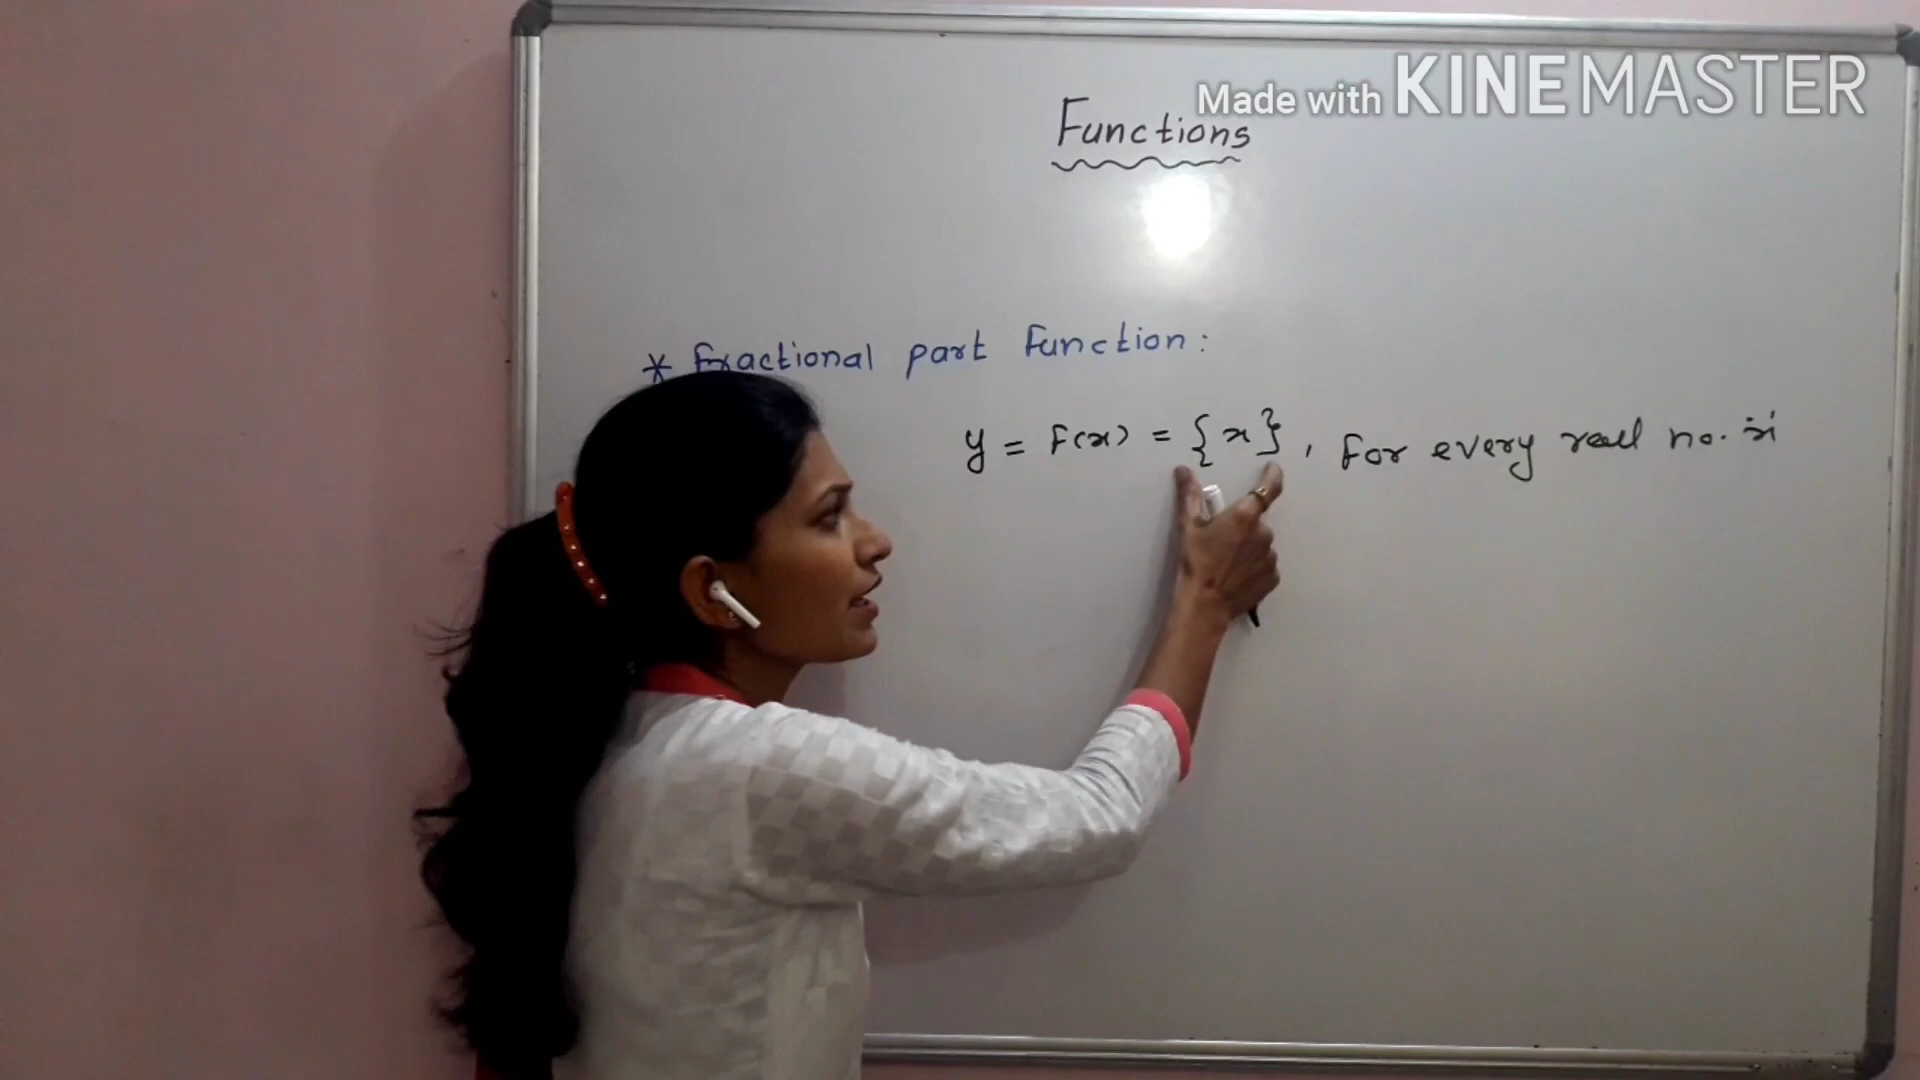 Made with KINEMASTER
Functions
* Fractional part Function:
y = F(x) = {x}, For every real no. 'x'